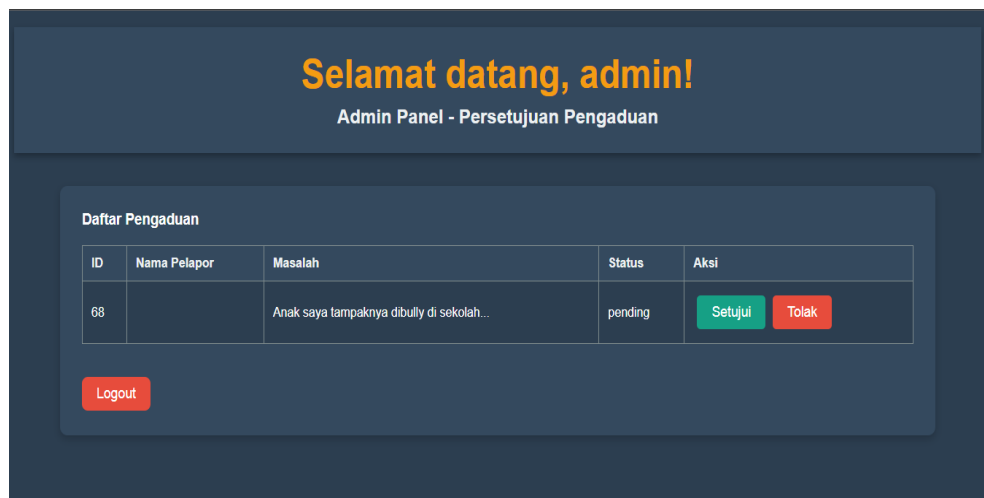 Selamat datang, admin!
Admin Panel - Persetujuan Pengaduan
Daftar Pengaduan
ID Nama Pelapor Masalah Status Aksi
68 Anak saya tampaknya dibully di sekolah... pending Setujui Tolak
Logout